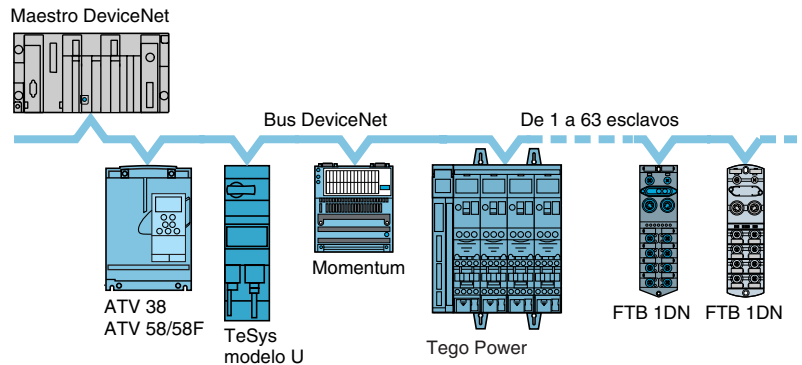 Maestro DeviceNet
Bus DeviceNet
De 1 a 63 esclavos
ATV 38
ATV 58/58F
TeSys
modelo U
Momentum
Tego Power
FTB 1DN
FTB 1DN